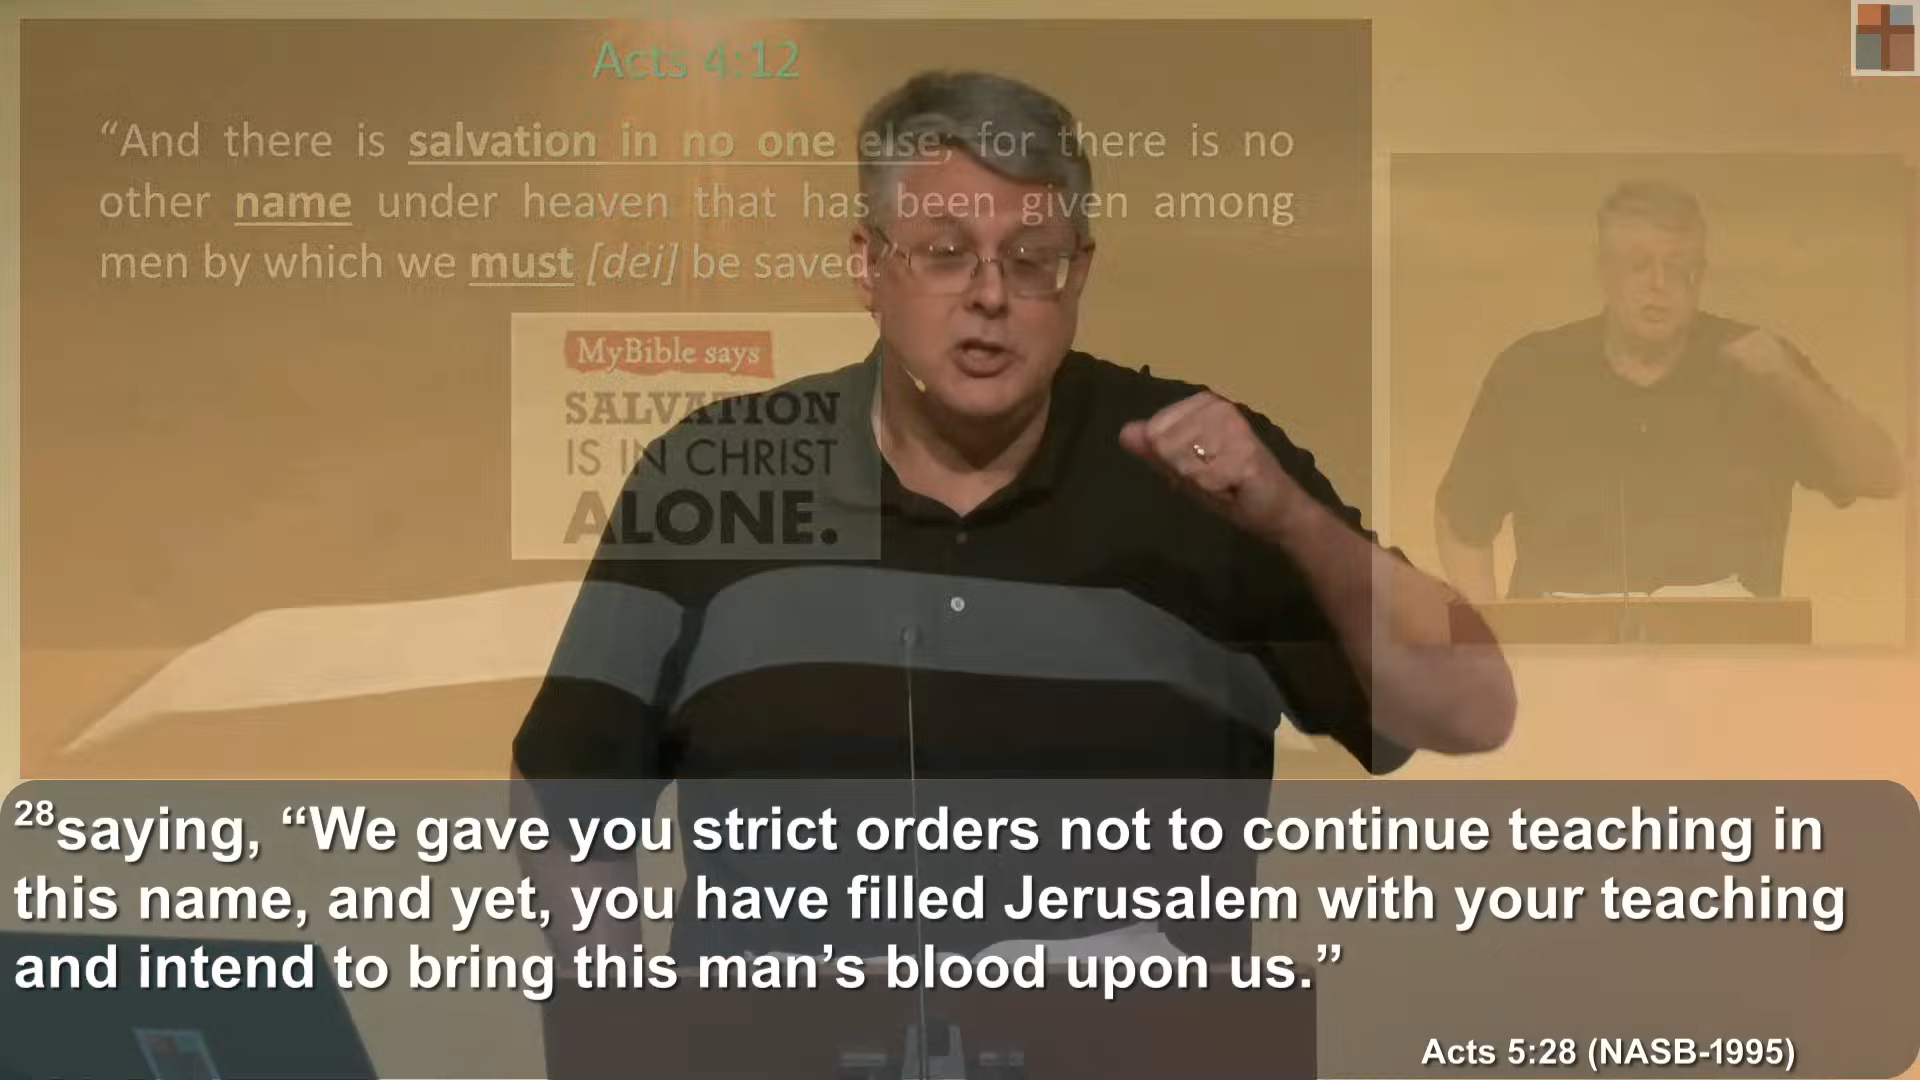 Acts 4:12
“And there is salvation in no one else; for there is no
other name under heaven that has been given among
men by which we must [dei] be saved.”
MyBible says
SALVATION
IS IN CHRIST
ALONE.
28saying, “We gave you strict orders not to continue teaching in
this name, and yet, you have filled Jerusalem with your teaching
and intend to bring this man’s blood upon us.”
Acts 5:28 (NASB-1995)